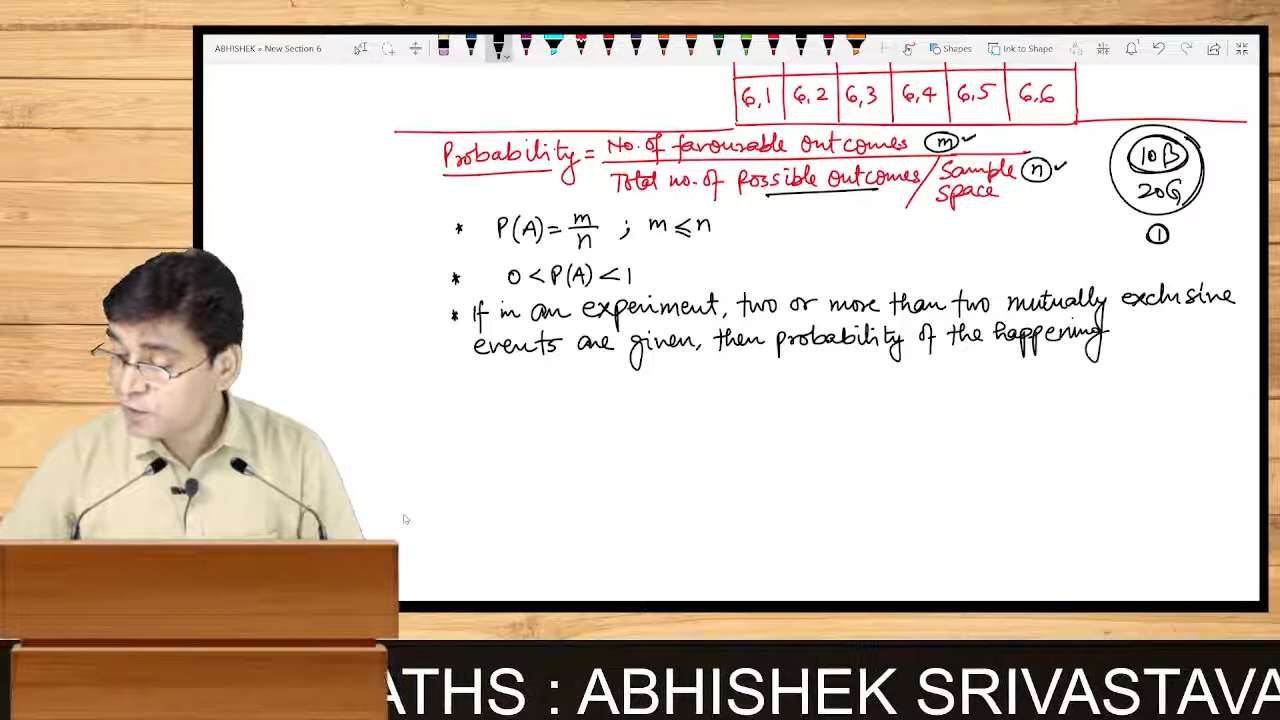 ABHISHEK » New Section 6
Shapes
Ink to Shape
6,1 6,2 6,3 6,4 6,5 6,6
Probability = No. of favourable outcomes m
Total no. of possible outcomes / Sample space n
10B
20G
1
* P(A) = m/n ; m ≤ n
* 0 < P(A) < 1
* If in an experiment, two or more than two mutually exclusive
events are given, then probability of the happening
MATHS : ABHISHEK SRIVASTAVA